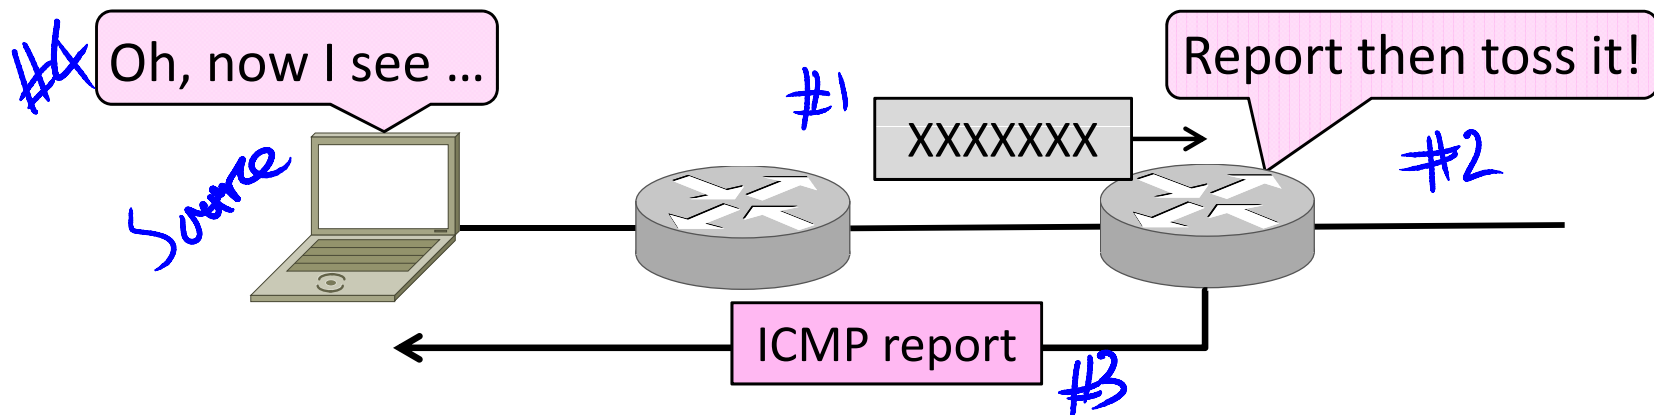 #4
Oh, now I see ...
Source
#1
XXXXXXX
Report then toss it!
#2
ICMP report
#3